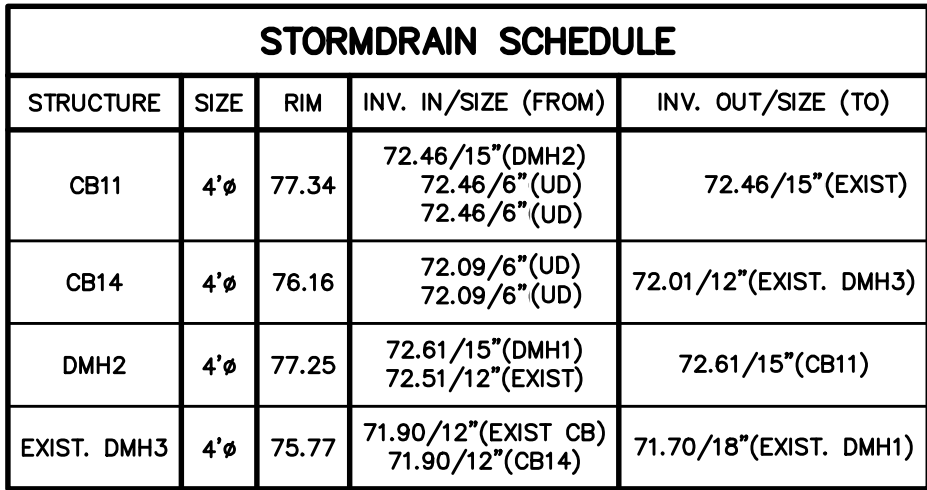 STORMDRAIN SCHEDULE
STRUCTURE SIZE RIM INV. IN/SIZE (FROM) INV. OUT/SIZE (TO)
CB11 4'ø 77.34 72.46/15"(DMH2) 72.46/15"(EXIST)
72.46/6"(UD)
72.46/6"(UD)
CB14 4'ø 76.16 72.09/6"(UD) 72.01/12"(EXIST. DMH3)
72.09/6"(UD)
DMH2 4'ø 77.25 72.61/15"(DMH1) 72.61/15"(CB11)
72.51/12"(EXIST)
EXIST. DMH3 4'ø 75.77 71.90/12"(EXIST CB) 71.70/18"(EXIST. DMH1)
71.90/12"(CB14)